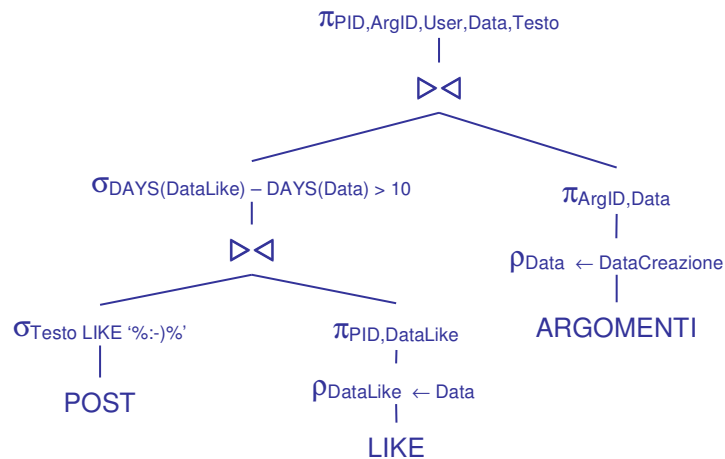 πPID,ArgID,User,Data,Testo
σDAYS(DataLike) – DAYS(Data) > 10
πArgID,Data
ρData ← DataCreazione
σTesto LIKE ‘%:-)%’
πPID,DataLike
ARGOMENTI
POST
ρDataLike ← Data
LIKE